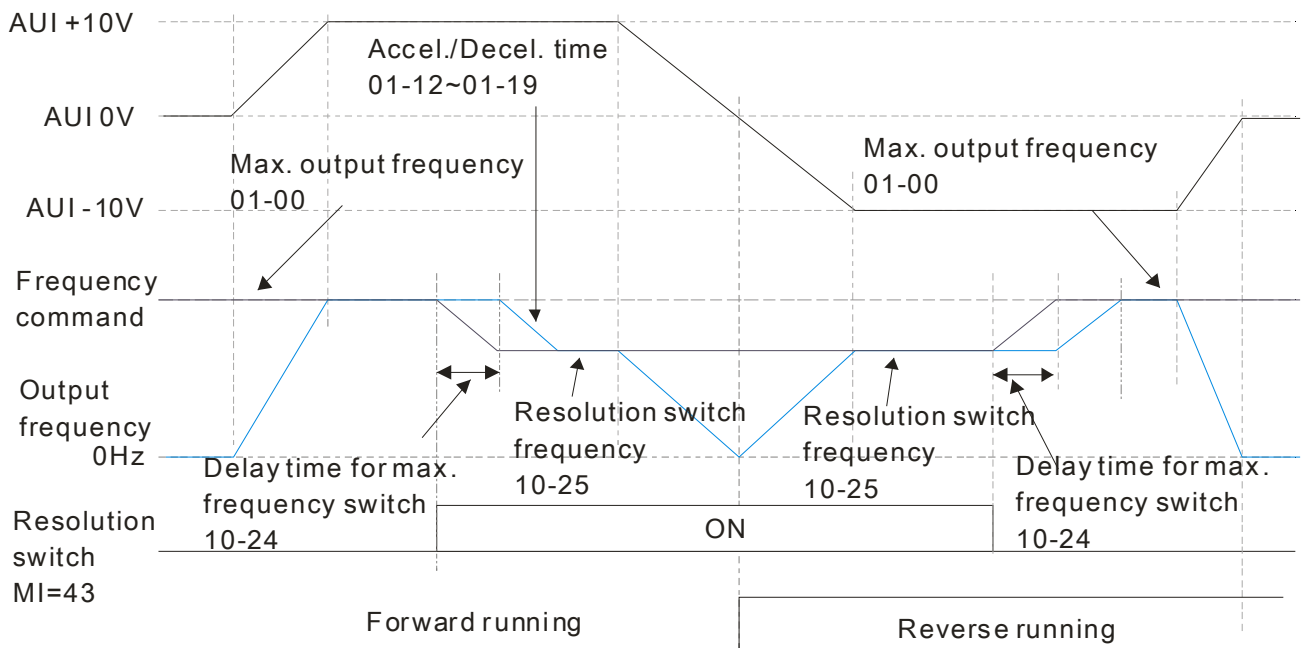 AUI +10V
Accel./Decel. time
01-12~01-19
AUI 0V
Max. output frequency
01-00
Max. output frequency
01-00
AUI -10V
Frequency
command
Output
frequency
0Hz
Resolution switch
frequency
10-25
Resolution switch
frequency
10-25
Delay time for max.
frequency switch
10-24
Delay time for max.
frequency switch
10-24
Resolution
switch
MI=43
ON
Forward running
Reverse running